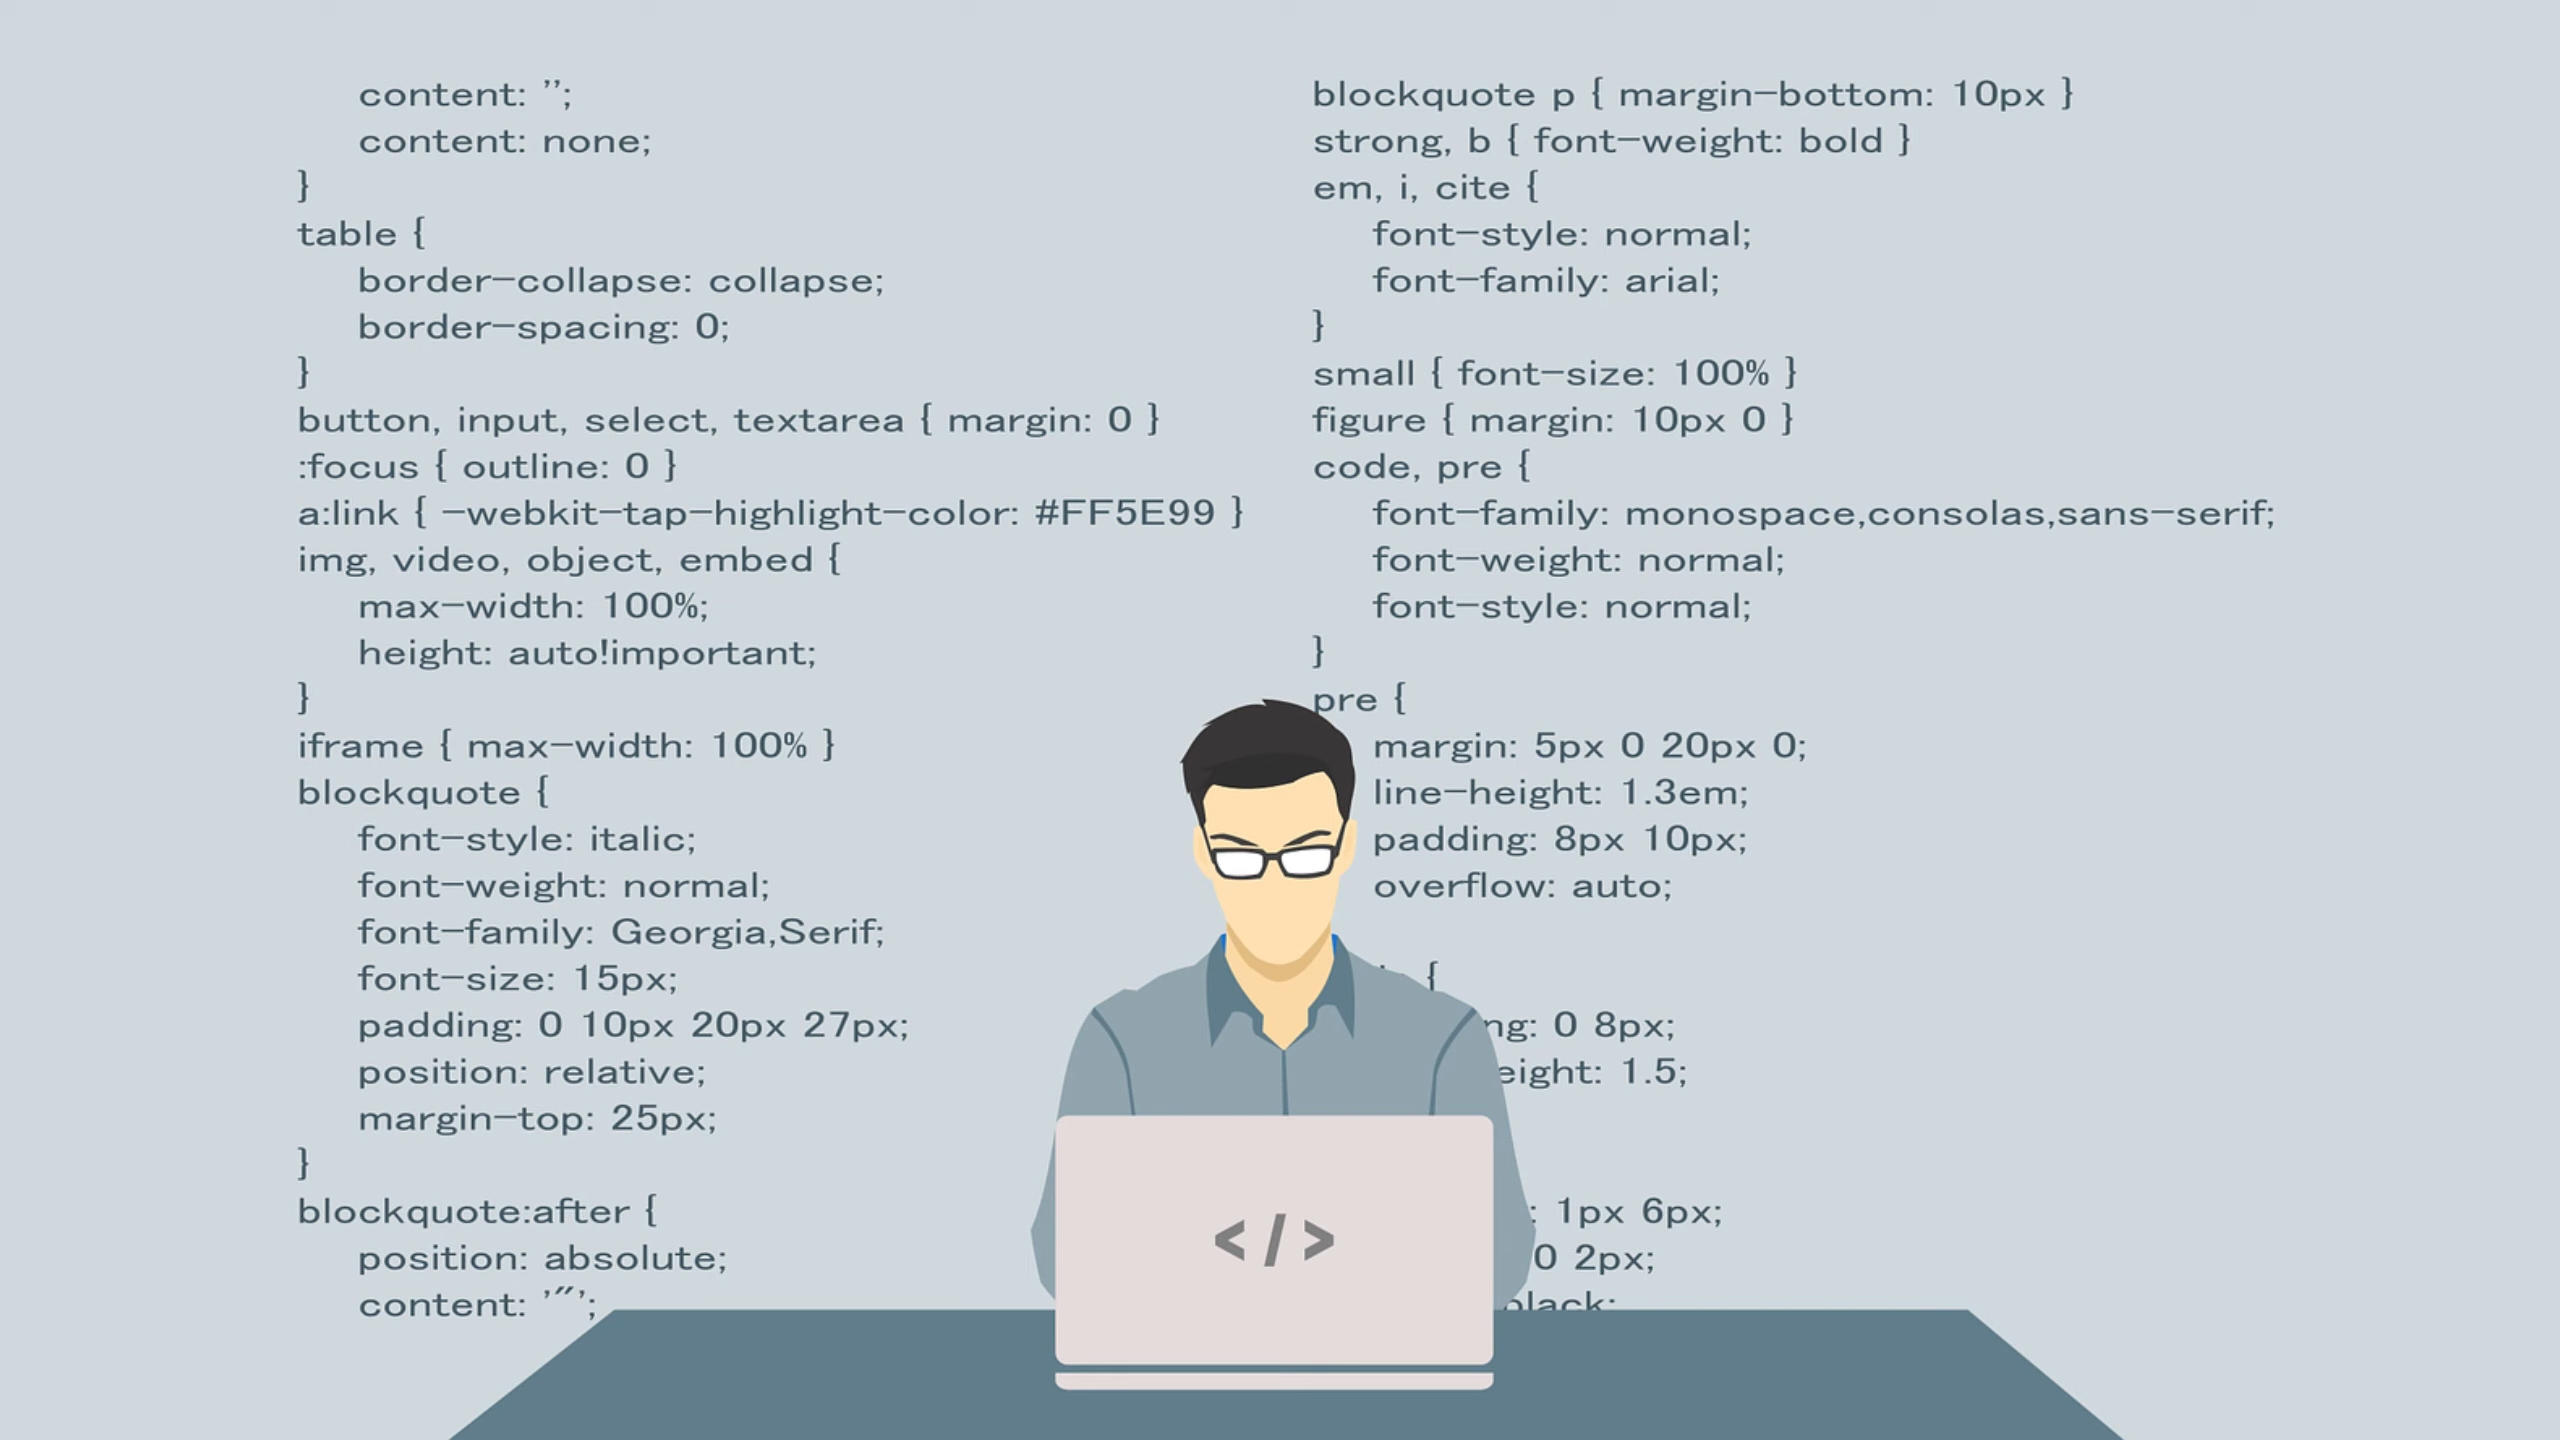 content: '';
content: none;
}
table {
border-collapse: collapse;
border-spacing: 0;
}
button, input, select, textarea { margin: 0 }
:focus { outline: 0 }
a:link { -webkit-tap-highlight-color: #FF5E99 }
img, video, object, embed {
max-width: 100%;
height: auto!important;
}
iframe { max-width: 100% }
blockquote {
font-style: italic;
font-weight: normal;
font-family: Georgia,Serif;
font-size: 15px;
padding: 0 10px 20px 27px;
position: relative;
margin-top: 25px;
}
blockquote:after {
position: absolute;
content: '"';
blockquote p { margin-bottom: 10px }
strong, b { font-weight: bold }
em, i, cite {
font-style: normal;
font-family: arial;
}
small { font-size: 100% }
figure { margin: 10px 0 }
code, pre {
font-family: monospace,consolas,sans-serif;
font-weight: normal;
font-style: normal;
}
pre {
margin: 5px 0 20px 0;
line-height: 1.3em;
padding: 8px 10px;
overflow: auto;
{
ng: 0 8px;
eight: 1.5;
: 1px 6px;
0 2px;
</>